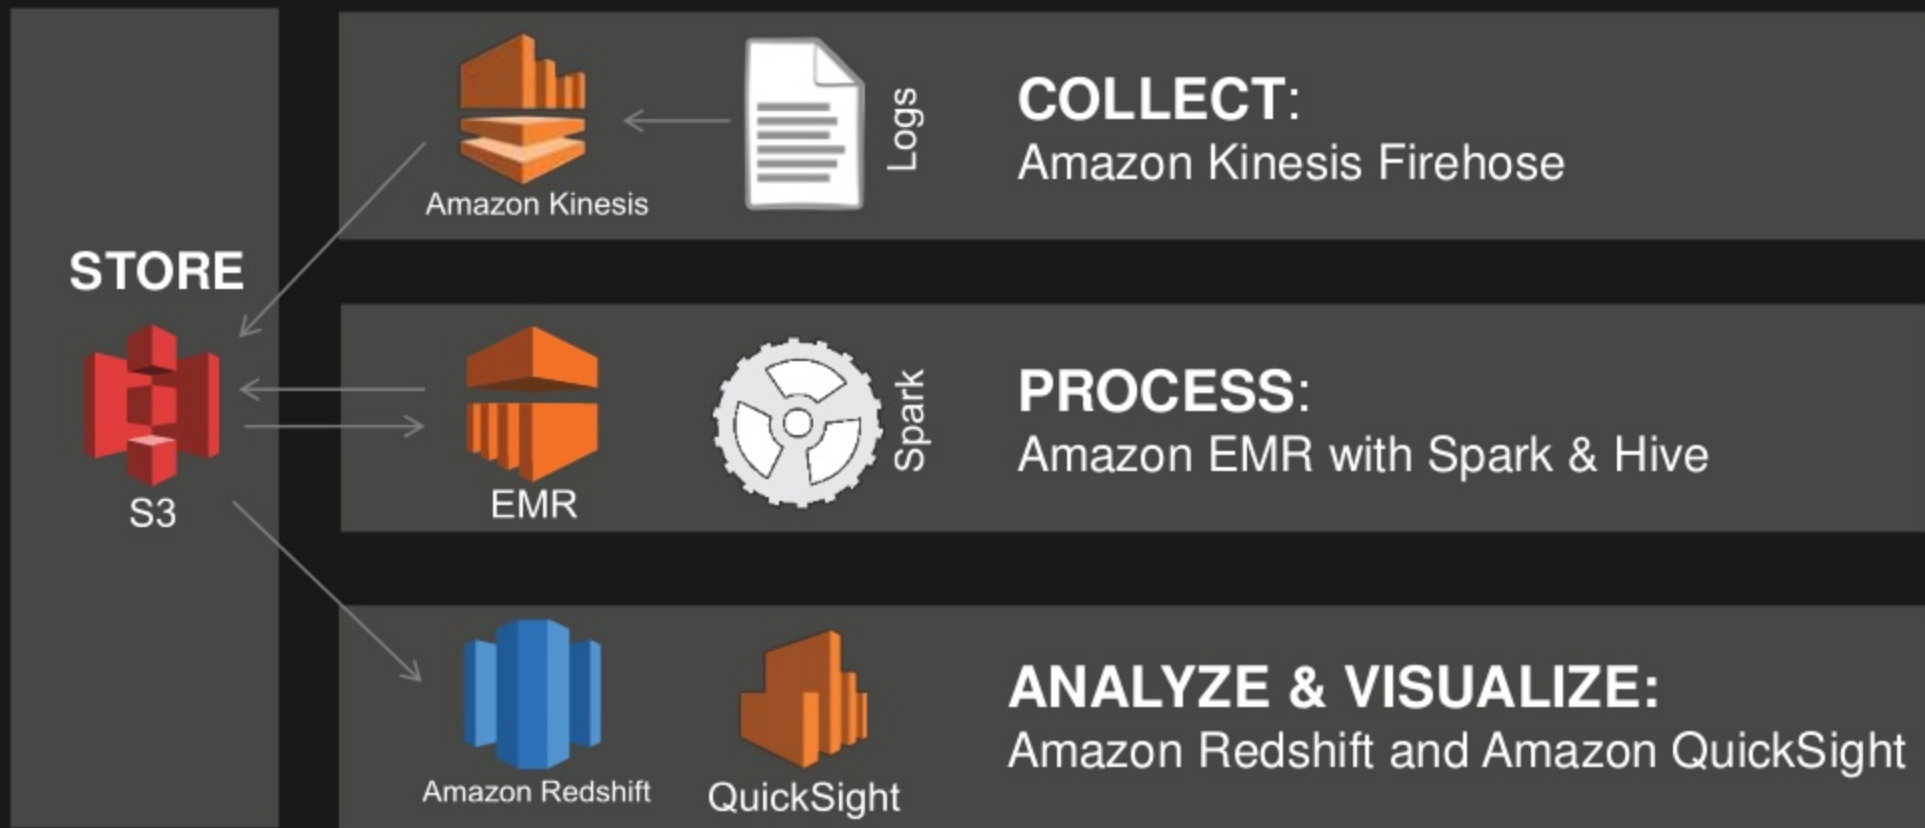 STORE
S3
Amazon Kinesis
Logs
COLLECT:
Amazon Kinesis Firehose
EMR
Spark
PROCESS:
Amazon EMR with Spark & Hive
Amazon Redshift
QuickSight
ANALYZE & VISUALIZE:
Amazon Redshift and Amazon QuickSight